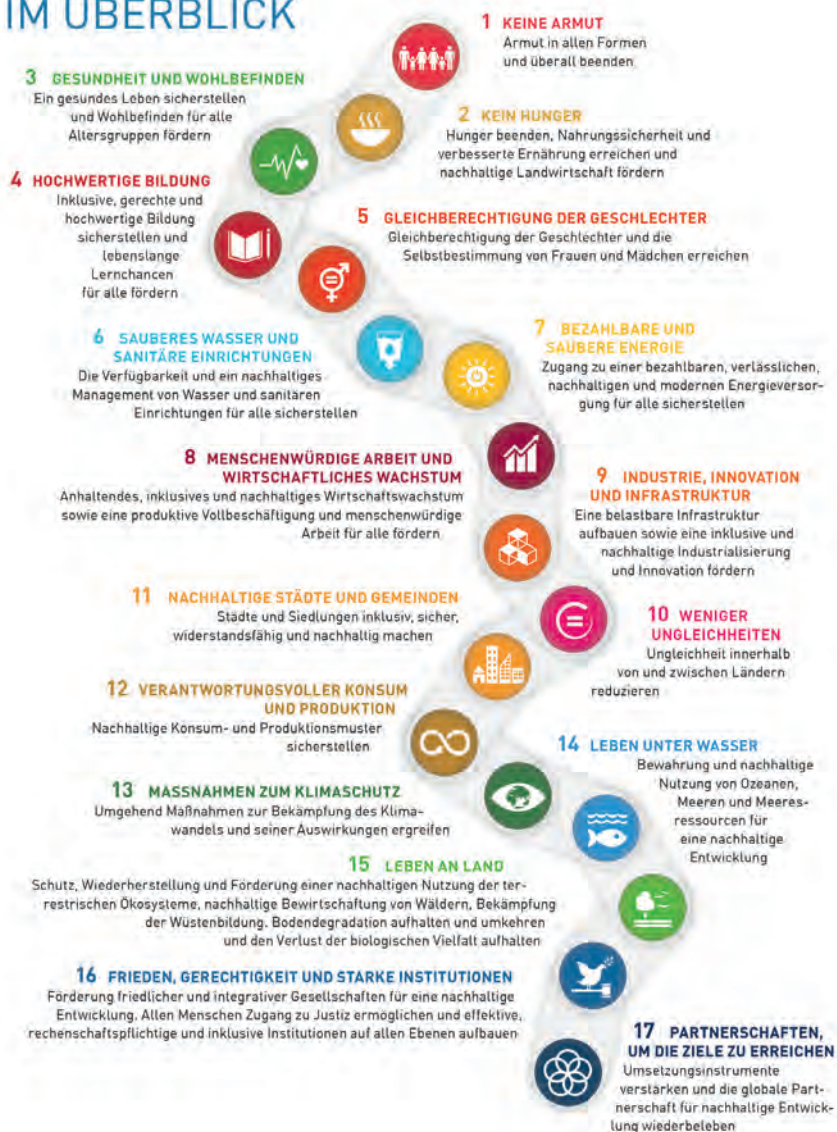 IM ÜBERBLICK
1 KEINE ARMUT
Armut in allen Formen
und überall beenden
2 KEIN HUNGER
Hunger beenden, Nahrungssicherheit und
verbesserte Ernährung erreichen und
nachhaltige Landwirtschaft fördern
3 GESUNDHEIT UND WOHLBEFINDEN
Ein gesundes Leben sicherstellen
und Wohlbefinden für alle
Altersgruppen fördern
4 HOCHWERTIGE BILDUNG
Inklusive, gerechte und
hochwertige Bildung
sicherstellen und
lebenslange
Lernchancen
für alle fördern
5 GLEICHBERECHTIGUNG DER GESCHLECHTER
Gleichberechtigung der Geschlechter und die
Selbstbestimmung von Frauen und Mädchen erreichen
6 SAUBERES WASSER UND
SANITÄRE EINRICHTUNGEN
Die Verfügbarkeit und ein nachhaltiges
Management von Wasser und sanitären
Einrichtungen für alle sicherstellen
7 BEZAHLBARE UND
SAUBERE ENERGIE
Zugang zu einer bezahlbaren, verlässlichen,
nachhaltigen und modernen Energieversor-
gung für alle sicherstellen
8 MENSCHENWÜRDIGE ARBEIT UND
WIRTSCHAFTLICHES WACHSTUM
Anhaltendes, inklusives und nachhaltiges Wirtschaftswachstum
sowie eine produktive Vollbeschäftigung und menschenwürdige
Arbeit für alle fördern
9 INDUSTRIE, INNOVATION
UND INFRASTRUKTUR
Eine belastbare Infrastruktur
aufbauen sowie eine inklusive und
nachhaltige Industrialisierung
und Innovation fördern
10 WENIGER
UNGLEICHHEITEN
Ungleichheit innerhalb
von und zwischen Ländern
reduzieren
11 NACHHALTIGE STÄDTE UND GEMEINDEN
Städte und Siedlungen inklusiv, sicher,
widerstandsfähig und nachhaltig machen
12 VERANTWORTUNGSVOLLER KONSUM
UND PRODUKTION
Nachhaltige Konsum- und Produktionsmuster
sicherstellen
13 MASSNAHMEN ZUM KLIMASCHUTZ
Umgehend Maßnahmen zur Bekämpfung des Klima-
wandels und seiner Auswirkungen ergreifen
14 LEBEN UNTER WASSER
Bewahrung und nachhaltige
Nutzung von Ozeanen,
Meeren und Meeres-
ressourcen für
eine nachhaltige
Entwicklung
15 LEBEN AN LAND
Schutz, Wiederherstellung und Förderung einer nachhaltigen Nutzung der ter-
restrischen Ökosysteme, nachhaltige Bewirtschaftung von Wäldern, Bekämpfung
der Wüstenbildung. Bodendegradation aufhalten und umkehren
und den Verlust der biologischen Vielfalt aufhalten
16 FRIEDEN, GERECHTIGKEIT UND STARKE INSTITUTIONEN
Förderung friedlicher und integrativer Gesellschaften für eine nachhaltige
Entwicklung. Allen Menschen Zugang zu Justiz ermöglichen und effektive,
rechenschaftspflichtige und inklusive Institutionen auf allen Ebenen aufbauen
17 PARTNERSCHAFTEN,
UM DIE ZIELE ZU ERREICHEN
Umsetzungsinstrumente
verstärken und die globale Part-
nerschaft für nachhaltige Entwick-
lung wiederbeleben